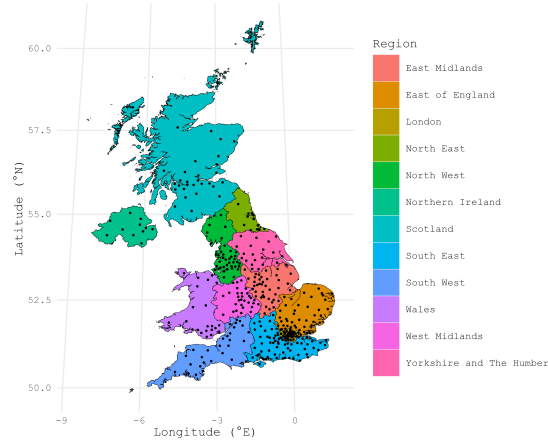 60.0
57.5
55.0
52.5
50.0
Latitude (°N)
-9 -6 -3 0
Longitude (°E)
Region
East Midlands
East of England
London
North East
North West
Northern Ireland
Scotland
South East
South West
Wales
West Midlands
Yorkshire and The Humber